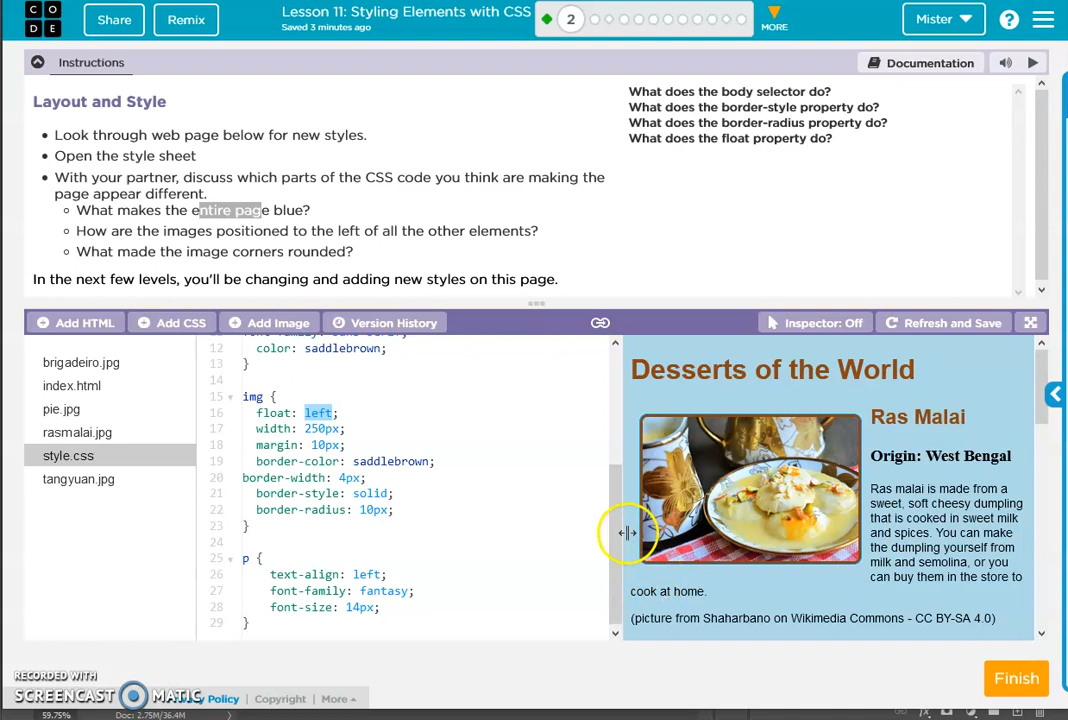 CODE
Share
Remix
Lesson 11: Styling Elements with CSS
Saved 3 minutes ago
2
MORE
Mister
?
Instructions
Documentation
Layout and Style
• Look through web page below for new styles.
• Open the style sheet
• With your partner, discuss which parts of the CSS code you think are making the
page appear different.
What makes the entire page blue?
How are the images positioned to the left of all the other elements?
What made the image corners rounded?
In the next few levels, you'll be changing and adding new styles on this page.
What does the body selector do?
What does the border-style property do?
What does the border-radius property do?
What does the float property do?
Add HTML
Add CSS
Add Image
Version History
Inspector: Off
Refresh and Save
brigadeiro.jpg
index.html
pie.jpg
rasmalai.jpg
style.css
tangyuan.jpg
12 color: saddlebrown;
13 }
14
15 img {
16 float: left;
17 width: 250px;
18 margin: 10px;
19 border-color: saddlebrown;
20 border-width: 4px;
21 border-style: solid;
22 border-radius: 10px;
23 }
24
25 p {
26 text-align: left;
27 font-family: fantasy;
28 font-size: 14px;
29 }
Desserts of the World
Ras Malai
Origin: West Bengal
Ras malai is made from a
sweet, soft cheesy dumpling
that is cooked in sweet milk
and spices. You can make
the dumpling yourself from
milk and semolina, or you
can buy them in the store to
cook at home.
(picture from Shaharbano on Wikimedia Commons - CC BY-SA 4.0)
Finish
RECORDED WITH
SCREENCAST MATIC
Policy
Copyright
More
59.75%
Doc: 2.75M/36.4M